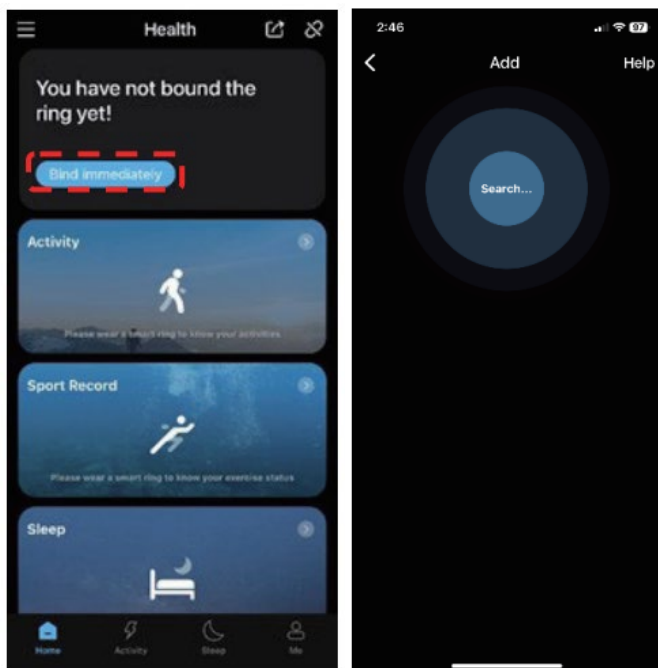 Health
You have not bound the
ring yet!
Bind immediately
Activity
Please wear a smart ring to know your activities
Sport Record
Please wear a smart ring to know your exercise status
Sleep
Home
Activity
Sleep
Me
2:46
97
Add
Help
Search...